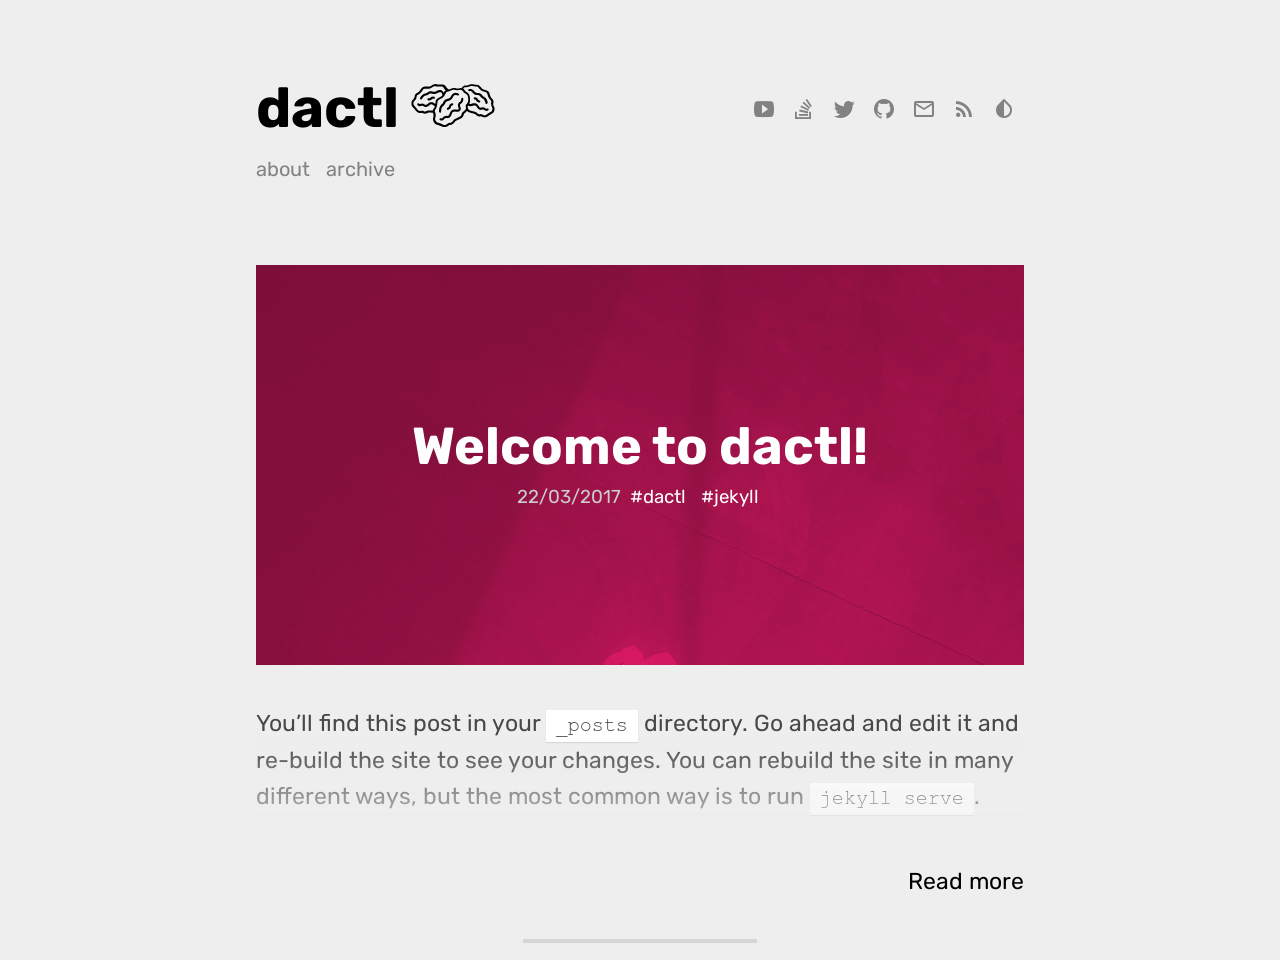 dactl
about archive
Welcome to dactl!
22/03/2017 #dactl #jekyll
You’ll find this post in your _posts directory. Go ahead and edit it and
re-build the site to see your changes. You can rebuild the site in many
different ways, but the most common way is to run jekyll serve.
Read more